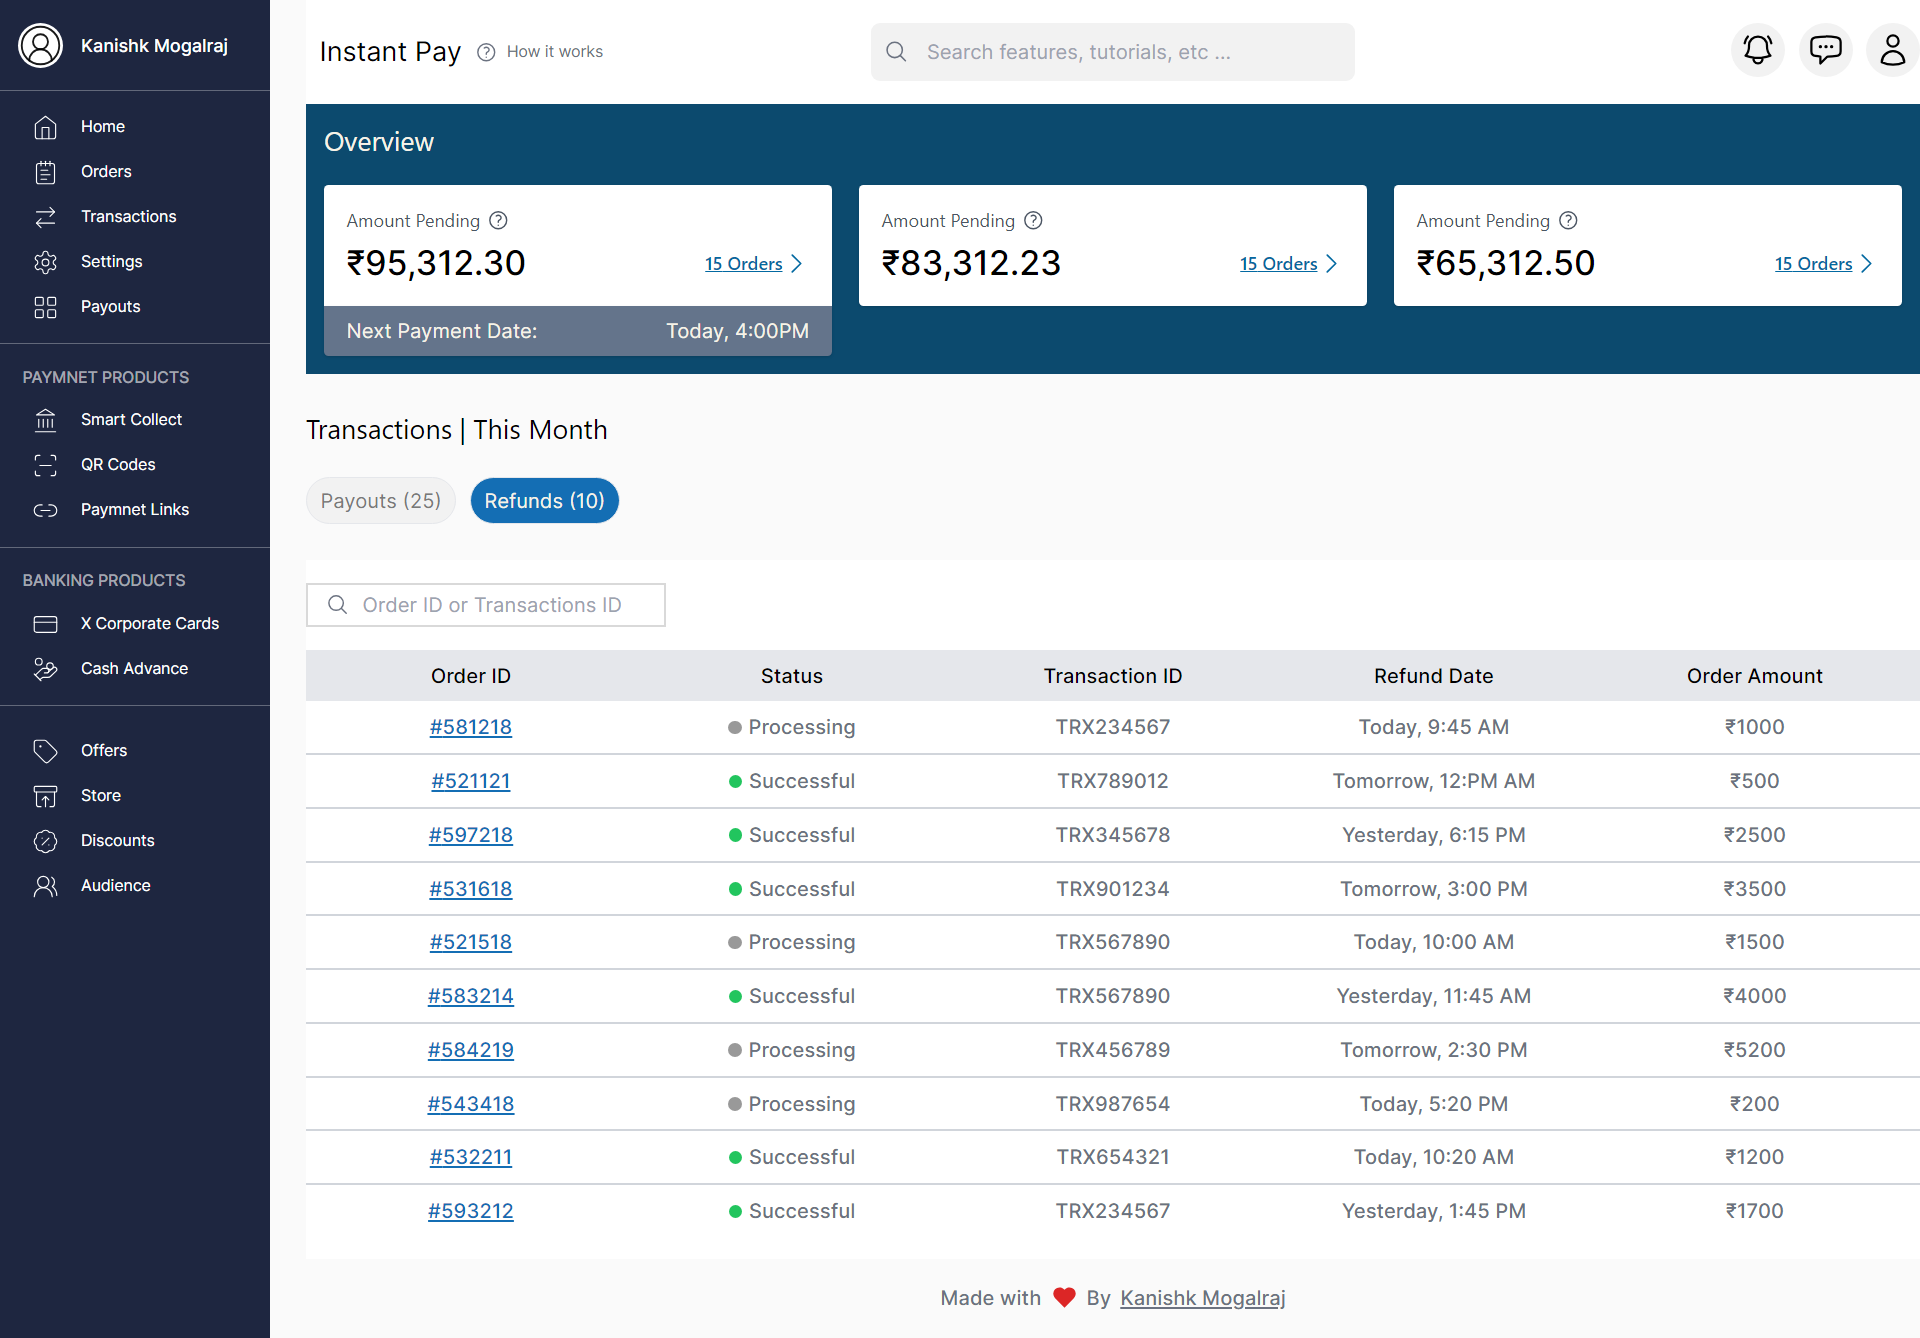 Kanishk Mogalraj
Home
Orders
Transactions
Settings
Payouts
PAYMNET PRODUCTS
Smart Collect
QR Codes
Paymnet Links
BANKING PRODUCTS
X Corporate Cards
Cash Advance
Offers
Store
Discounts
Audience
Instant Pay How it works
Search features, tutorials, etc ...
Overview
Amount Pending
₹95,312.30 15 Orders
Next Payment Date: Today, 4:00PM
Amount Pending
₹83,312.23 15 Orders
Amount Pending
₹65,312.50 15 Orders
Transactions | This Month
Payouts (25) Refunds (10)
Order ID or Transactions ID
Order ID Status Transaction ID Refund Date Order Amount
#581218 Processing TRX234567 Today, 9:45 AM ₹1000
#521121 Successful TRX789012 Tomorrow, 12:PM AM ₹500
#597218 Successful TRX345678 Yesterday, 6:15 PM ₹2500
#531618 Successful TRX901234 Tomorrow, 3:00 PM ₹3500
#521518 Processing TRX567890 Today, 10:00 AM ₹1500
#583214 Successful TRX567890 Yesterday, 11:45 AM ₹4000
#584219 Processing TRX456789 Tomorrow, 2:30 PM ₹5200
#543418 Processing TRX987654 Today, 5:20 PM ₹200
#532211 Successful TRX654321 Today, 10:20 AM ₹1200
#593212 Successful TRX234567 Yesterday, 1:45 PM ₹1700
Made with ❤ By Kanishk Mogalraj